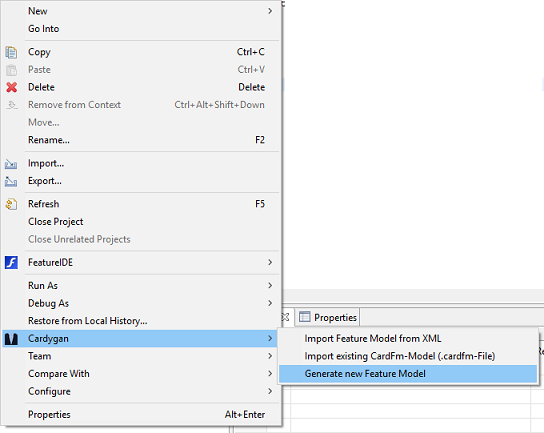 New
Go Into
Copy Ctrl+C
Paste Ctrl+V
Delete Delete
Remove from Context Ctrl+Alt+Shift+Down
Move...
Rename... F2
Import...
Export...
Refresh F5
Close Project
Close Unrelated Projects
FeatureIDE
Run As
Debug As
Restore from Local History...
Cardygan
Team
Compare With
Configure
Properties Alt+Enter
Properties
Import Feature Model from XML
Import existing CardFm-Model (.cardfm-File)
Generate new Feature Model